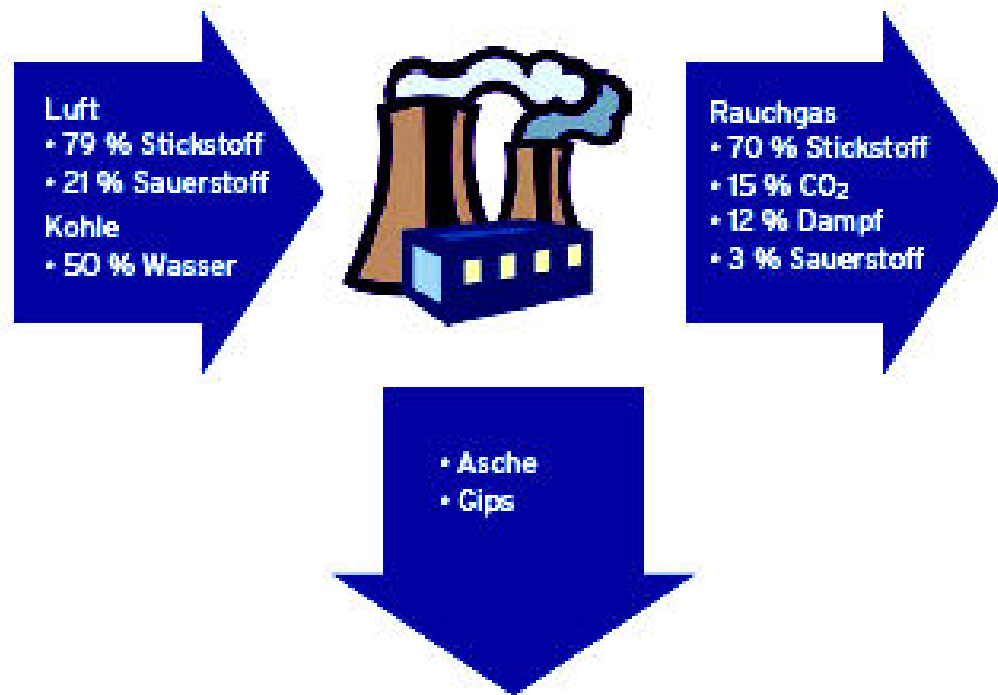 Luft
• 79 % Stickstoff
• 21 % Sauerstoff
Kohle
• 50 % Wasser
Rauchgas
• 70 % Stickstoff
• 15 % CO₂
• 12 % Dampf
• 3 % Sauerstoff
• Asche
• Gips